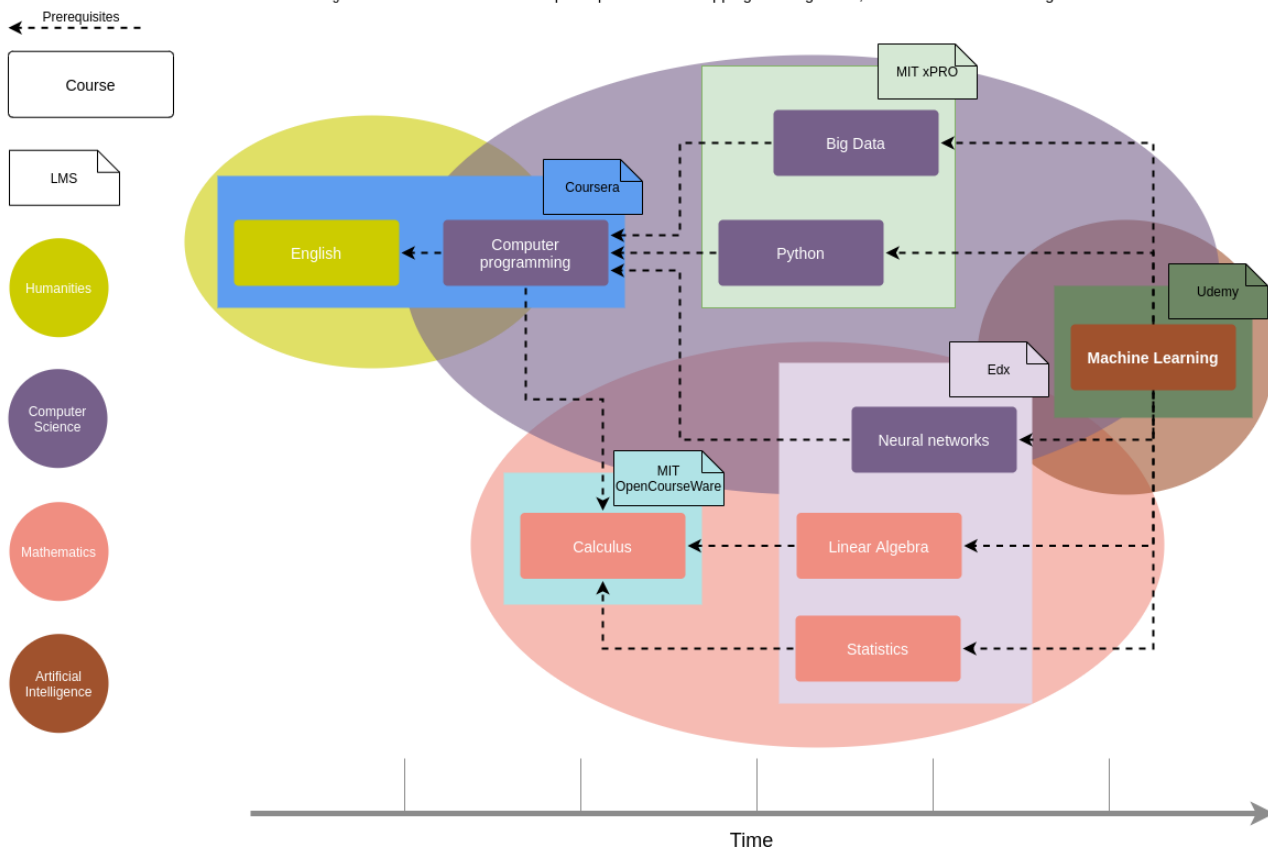 Prerequisites
Course
LMS
Humanities
Computer
Science
Mathematics
Artificial
Intelligence
MIT xPRO
Big Data
Coursera
English
Computer
programming
Python
Udemy
Machine Learning
Edx
Neural networks
MIT
OpenCourseWare
Calculus
Linear Algebra
Statistics
Time